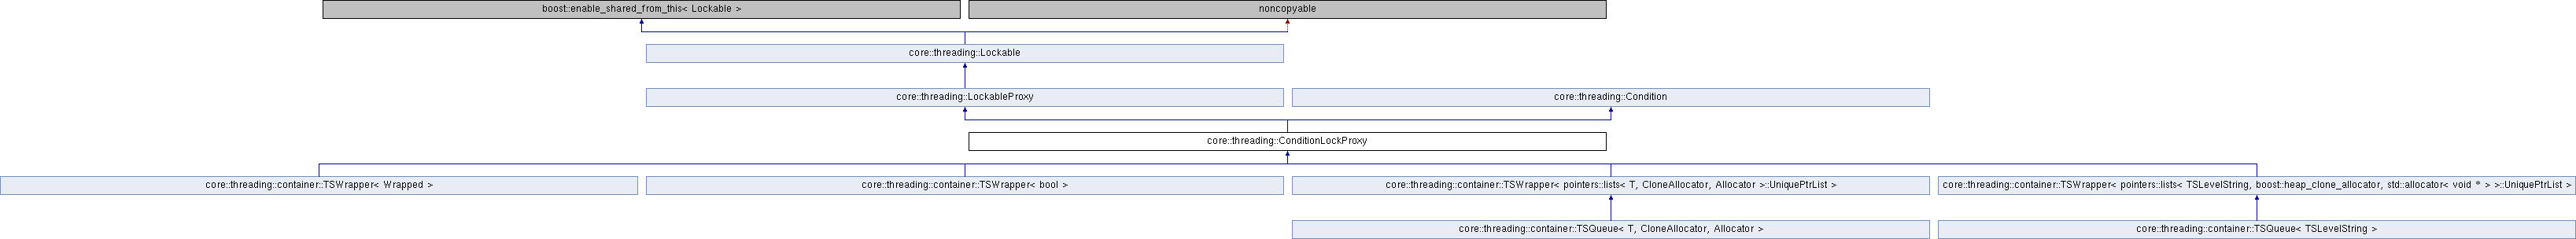 boost::enable_shared_from_this< Lockable >
noncopyable
core::threading::Lockable
core::threading::LockableProxy
core::threading::Condition
core::threading::ConditionLockProxy
core::threading::container::TSWrapper< Wrapped >
core::threading::container::TSWrapper< bool >
core::threading::container::TSWrapper< pointers::lists< T, CloneAllocator, Allocator >::UniquePtrList >
core::threading::container::TSWrapper< pointers::lists< TSLevelString, boost::heap_clone_allocator, std::allocator< void * > >::UniquePtrList >
core::threading::container::TSQueue< T, CloneAllocator, Allocator >
core::threading::container::TSQueue< TSLevelString >